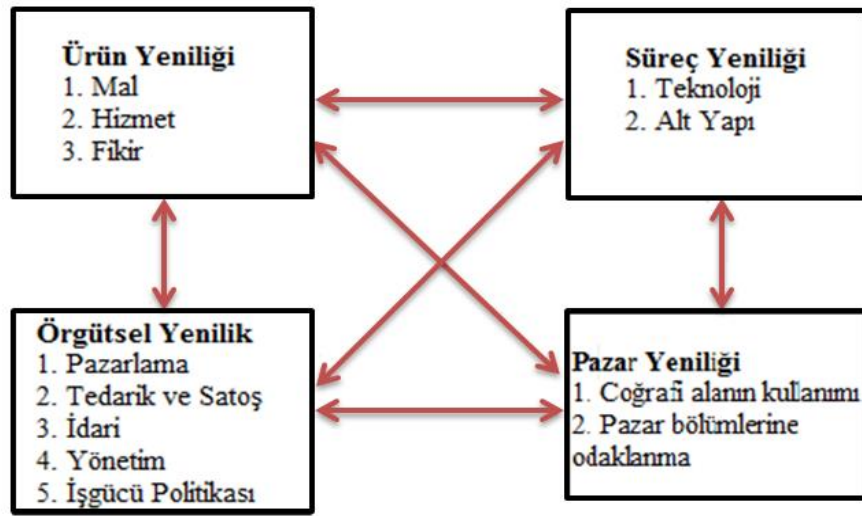 Ürün Yeniliği
1. Mal
2. Hizmet
3. Fikir
Süreç Yeniliği
1. Teknoloji
2. Alt Yapı
Örgütsel Yenilik
1. Pazarlama
2. Tedarik ve Satoş
3. İdari
4. Yönetim
5. İşgücü Politikası
Pazar Yeniliği
1. Coğrafi alanın kullanımı
2. Pazar bölümlerine
odaklanma